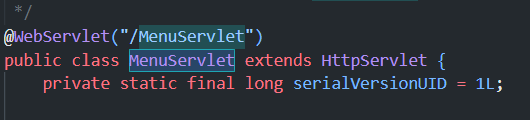 */
@WebServlet("/MenuServlet")
public class MenuServlet extends HttpServlet {
private static final long serialVersionUID = 1L;